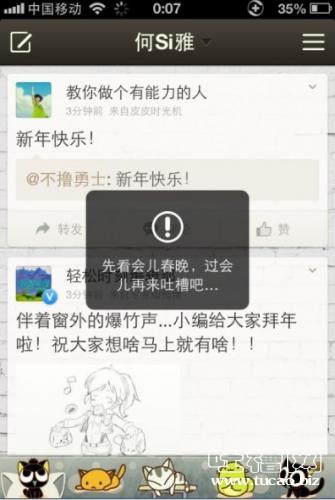 中国移动
0:07
35%
何Si雅
教你做个有能力的人
3分钟前 来自皮皮时光机
新年快乐！
@不撸勇士: 新年快乐！
转发
赞
先看会儿春晚，过会
儿再来吐槽吧...
轻松时
3分钟前
伴着窗外的爆竹声...小编给大家拜年
啦！祝大家想啥马上就有啥！！
www.tucao.biz